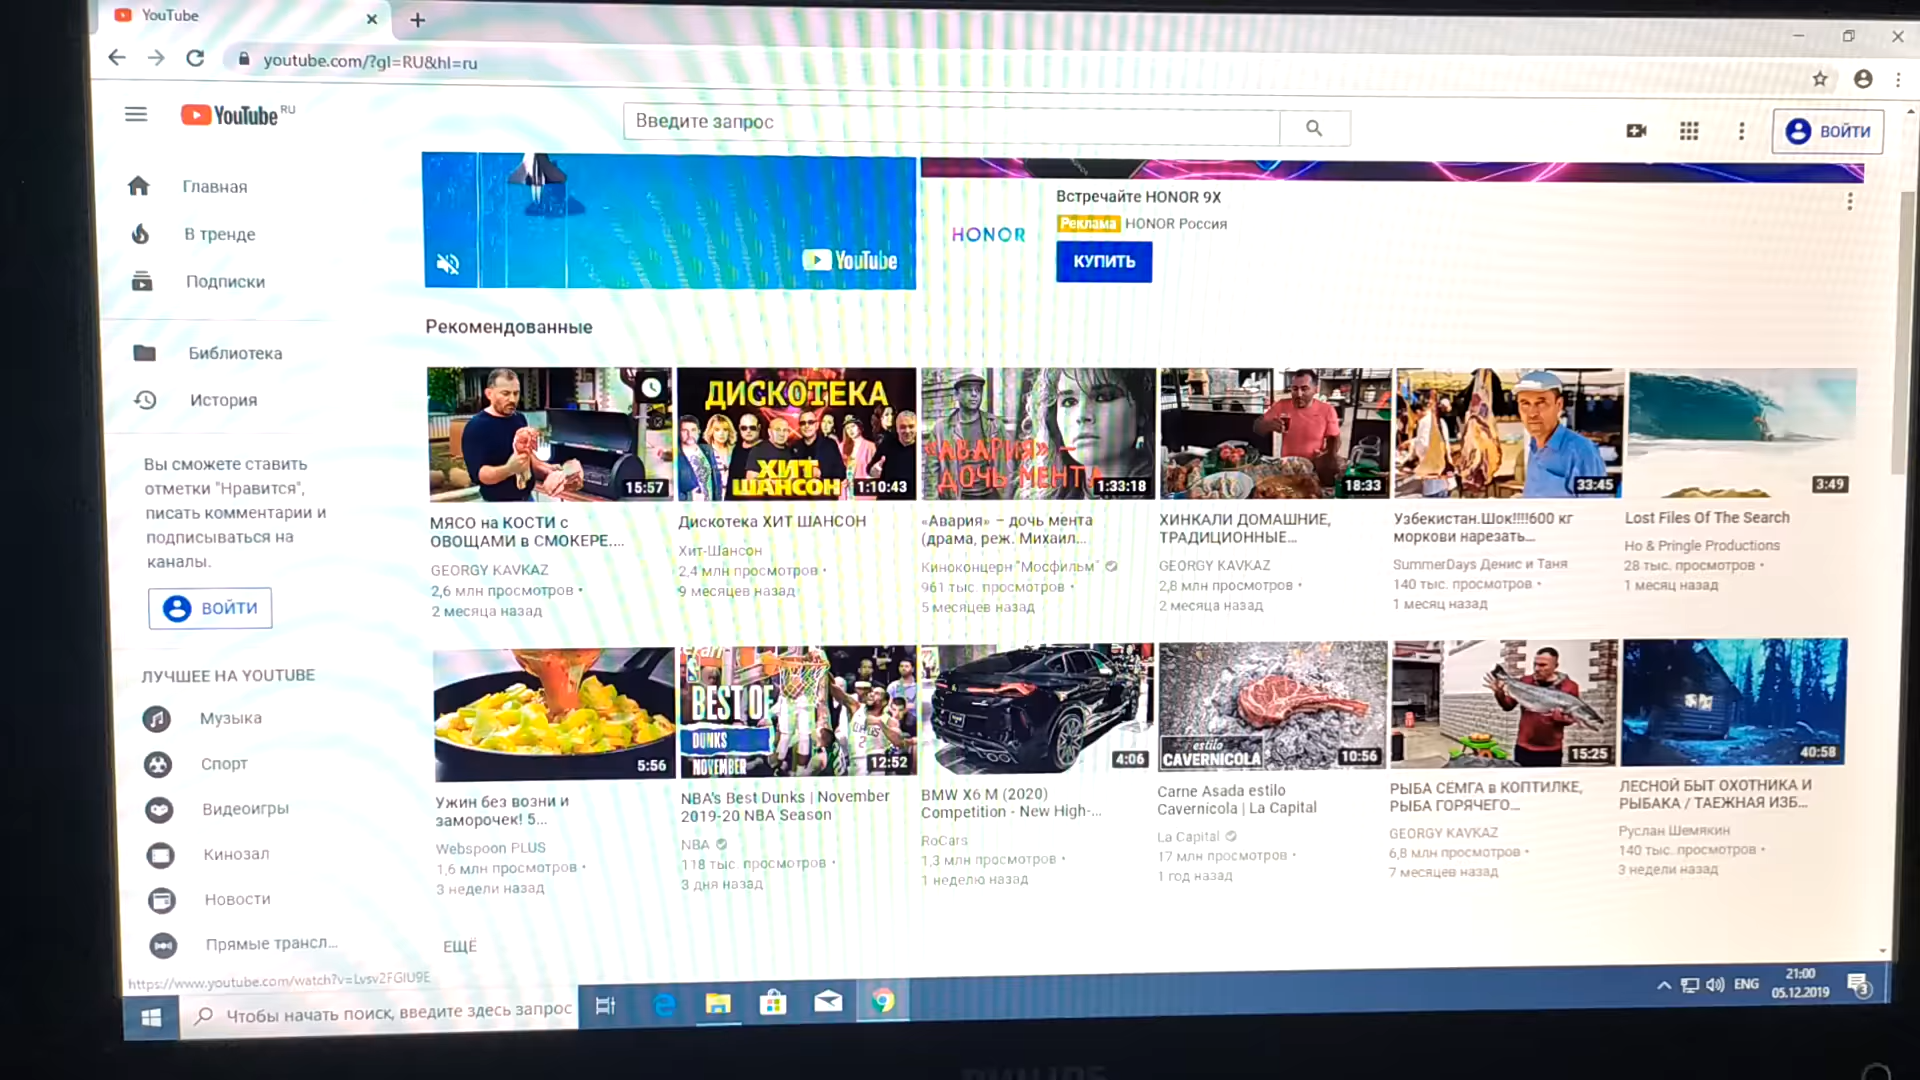 YouTube
youtube.com/?gl=RU&hl=ru
YouTube RU
Введите запрос
ВОЙТИ
Главная
В тренде
Подписки
Библиотека
История
Вы сможете ставить
отметки "Нравится",
писать комментарии и
подписываться на
каналы.
ВОЙТИ
ЛУЧШЕЕ НА YOUTUBE
Музыка
Спорт
Видеоигры
Кинозал
Новости
Прямые трансл...
YouTube
HONOR
Встречайте HONOR 9X
Реклама HONOR Россия
КУПИТЬ
Рекомендованные
15:57
МЯСО на КОСТИ с
ОВОЩАМИ в СМОКЕРЕ....
GEORGY KAVKAZ
2,6 млн просмотров •
2 месяца назад
ДИСКОТЕКА
ХИТ
ШАНСОН
1:10:43
Дискотека ХИТ ШАНСОН
Хит-Шансон
2,4 млн просмотров •
9 месяцев назад
«АВАРИЯ» –
ДОЧЬ МЕНТА
1:33:18
«Авария» – дочь мента
(драма, реж. Михаил...
Киноконцерн "Мосфильм"
961 тыс. просмотров •
5 месяцев назад
18:33
ХИНКАЛИ ДОМАШНИЕ,
ТРАДИЦИОННЫЕ...
GEORGY KAVKAZ
2,8 млн просмотров •
2 месяца назад
33:45
Узбекистан.Шок!!!!600 кг
моркови нарезать...
SummerDays Денис и Таня
140 тыс. просмотров •
1 месяц назад
3:49
Lost Files Of The Search
Ho & Pringle Productions
28 тыс. просмотров •
1 месяц назад
5:56
Ужин без возни и
заморочек! 5...
Webspoon PLUS
1,6 млн просмотров •
3 недели назад
BEST OF
DUNKS
NOVEMBER
12:52
NBA's Best Dunks | November
2019-20 NBA Season
NBA
118 тыс. просмотров •
3 дня назад
4:06
BMW X6 M (2020)
Competition - New High-...
RoCars
1,3 млн просмотров •
1 неделю назад
estilo
CAVERNICOLA
10:56
Carne Asada estilo
Cavernicola | La Capital
La Capital
17 млн просмотров •
1 год назад
15:25
РЫБА СЁМГА в КОПТИЛКЕ,
РЫБА ГОРЯЧЕГО...
GEORGY KAVKAZ
6,8 млн просмотров •
7 месяцев назад
40:58
ЛЕСНОЙ БЫТ ОХОТНИКА И
РЫБАКА / ТАЕЖНАЯ ИЗБ...
Руслан Шемякин
140 тыс. просмотров •
3 недели назад
ЕЩЁ
https://www.youtube.com/watch?v=Lvsv2FGIU9E
Чтобы начать поиск, введите здесь запрос
ENG
21:00
05.12.2019
3